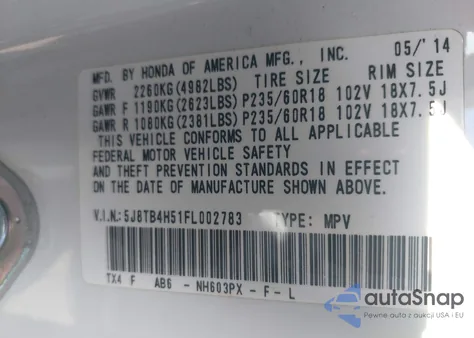 MFD. BY HONDA OF AMERICA MFG., INC. 05/'14
GVWR 2260KG(4982LBS) TIRE SIZE RIM SIZE
GAWR F 1190KG(2623LBS) P235/60R18 102V 18X7.5J
GAWR R 1080KG(2381LBS) P235/60R18 102V 18X7.5J
THIS VEHICLE CONFORMS TO ALL APPLICABLE
FEDERAL MOTOR VEHICLE SAFETY
AND THEFT PREVENTION STANDARDS IN EFFECT
ON THE DATE OF MANUFACTURE SHOWN ABOVE.
V.I.N.:5J8TB4H51FL002783 TYPE: MPV
TX4 F AB6 - NH603PX - F - L
autoSnap
Pewne auta z USA i EU